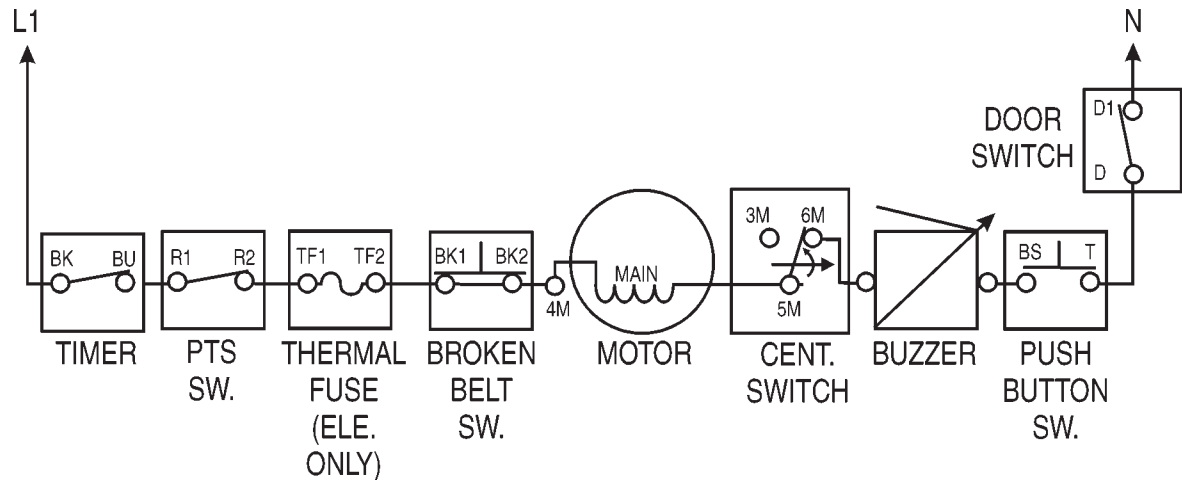 L1
N
DOOR
SWITCH
D1
D
BK
BU
R1
R2
TF1
TF2
BK1
BK2
4M
MAIN
3M
6M
5M
BS
T
TIMER
PTS
SW.
THERMAL
FUSE
(ELE.
ONLY)
BROKEN
BELT
SW.
MOTOR
CENT.
SWITCH
BUZZER
PUSH
BUTTON
SW.